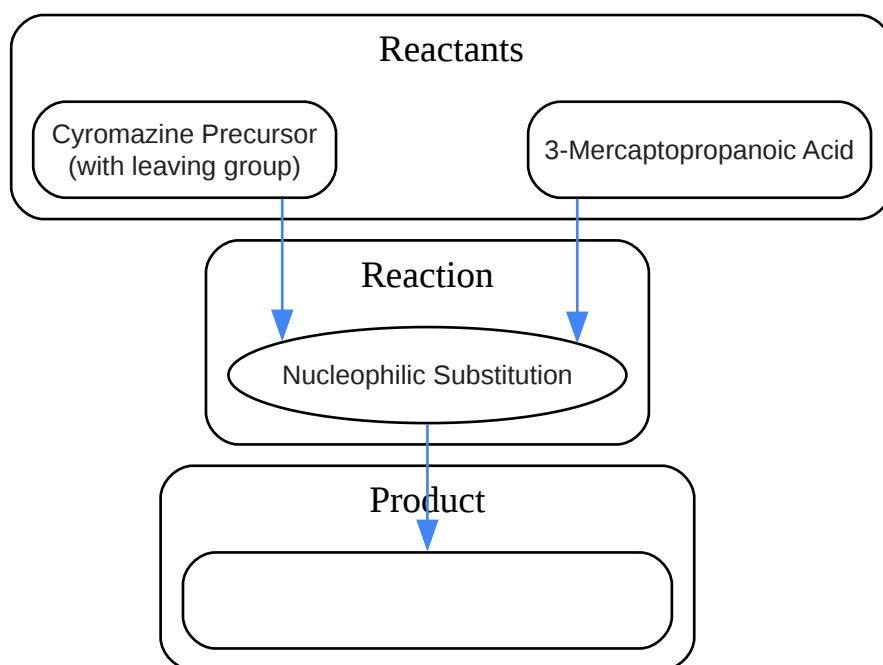 Reactants
Cyromazine Precursor
(with leaving group)
3-Mercaptopropanoic Acid
Reaction
Nucleophilic Substitution
Product